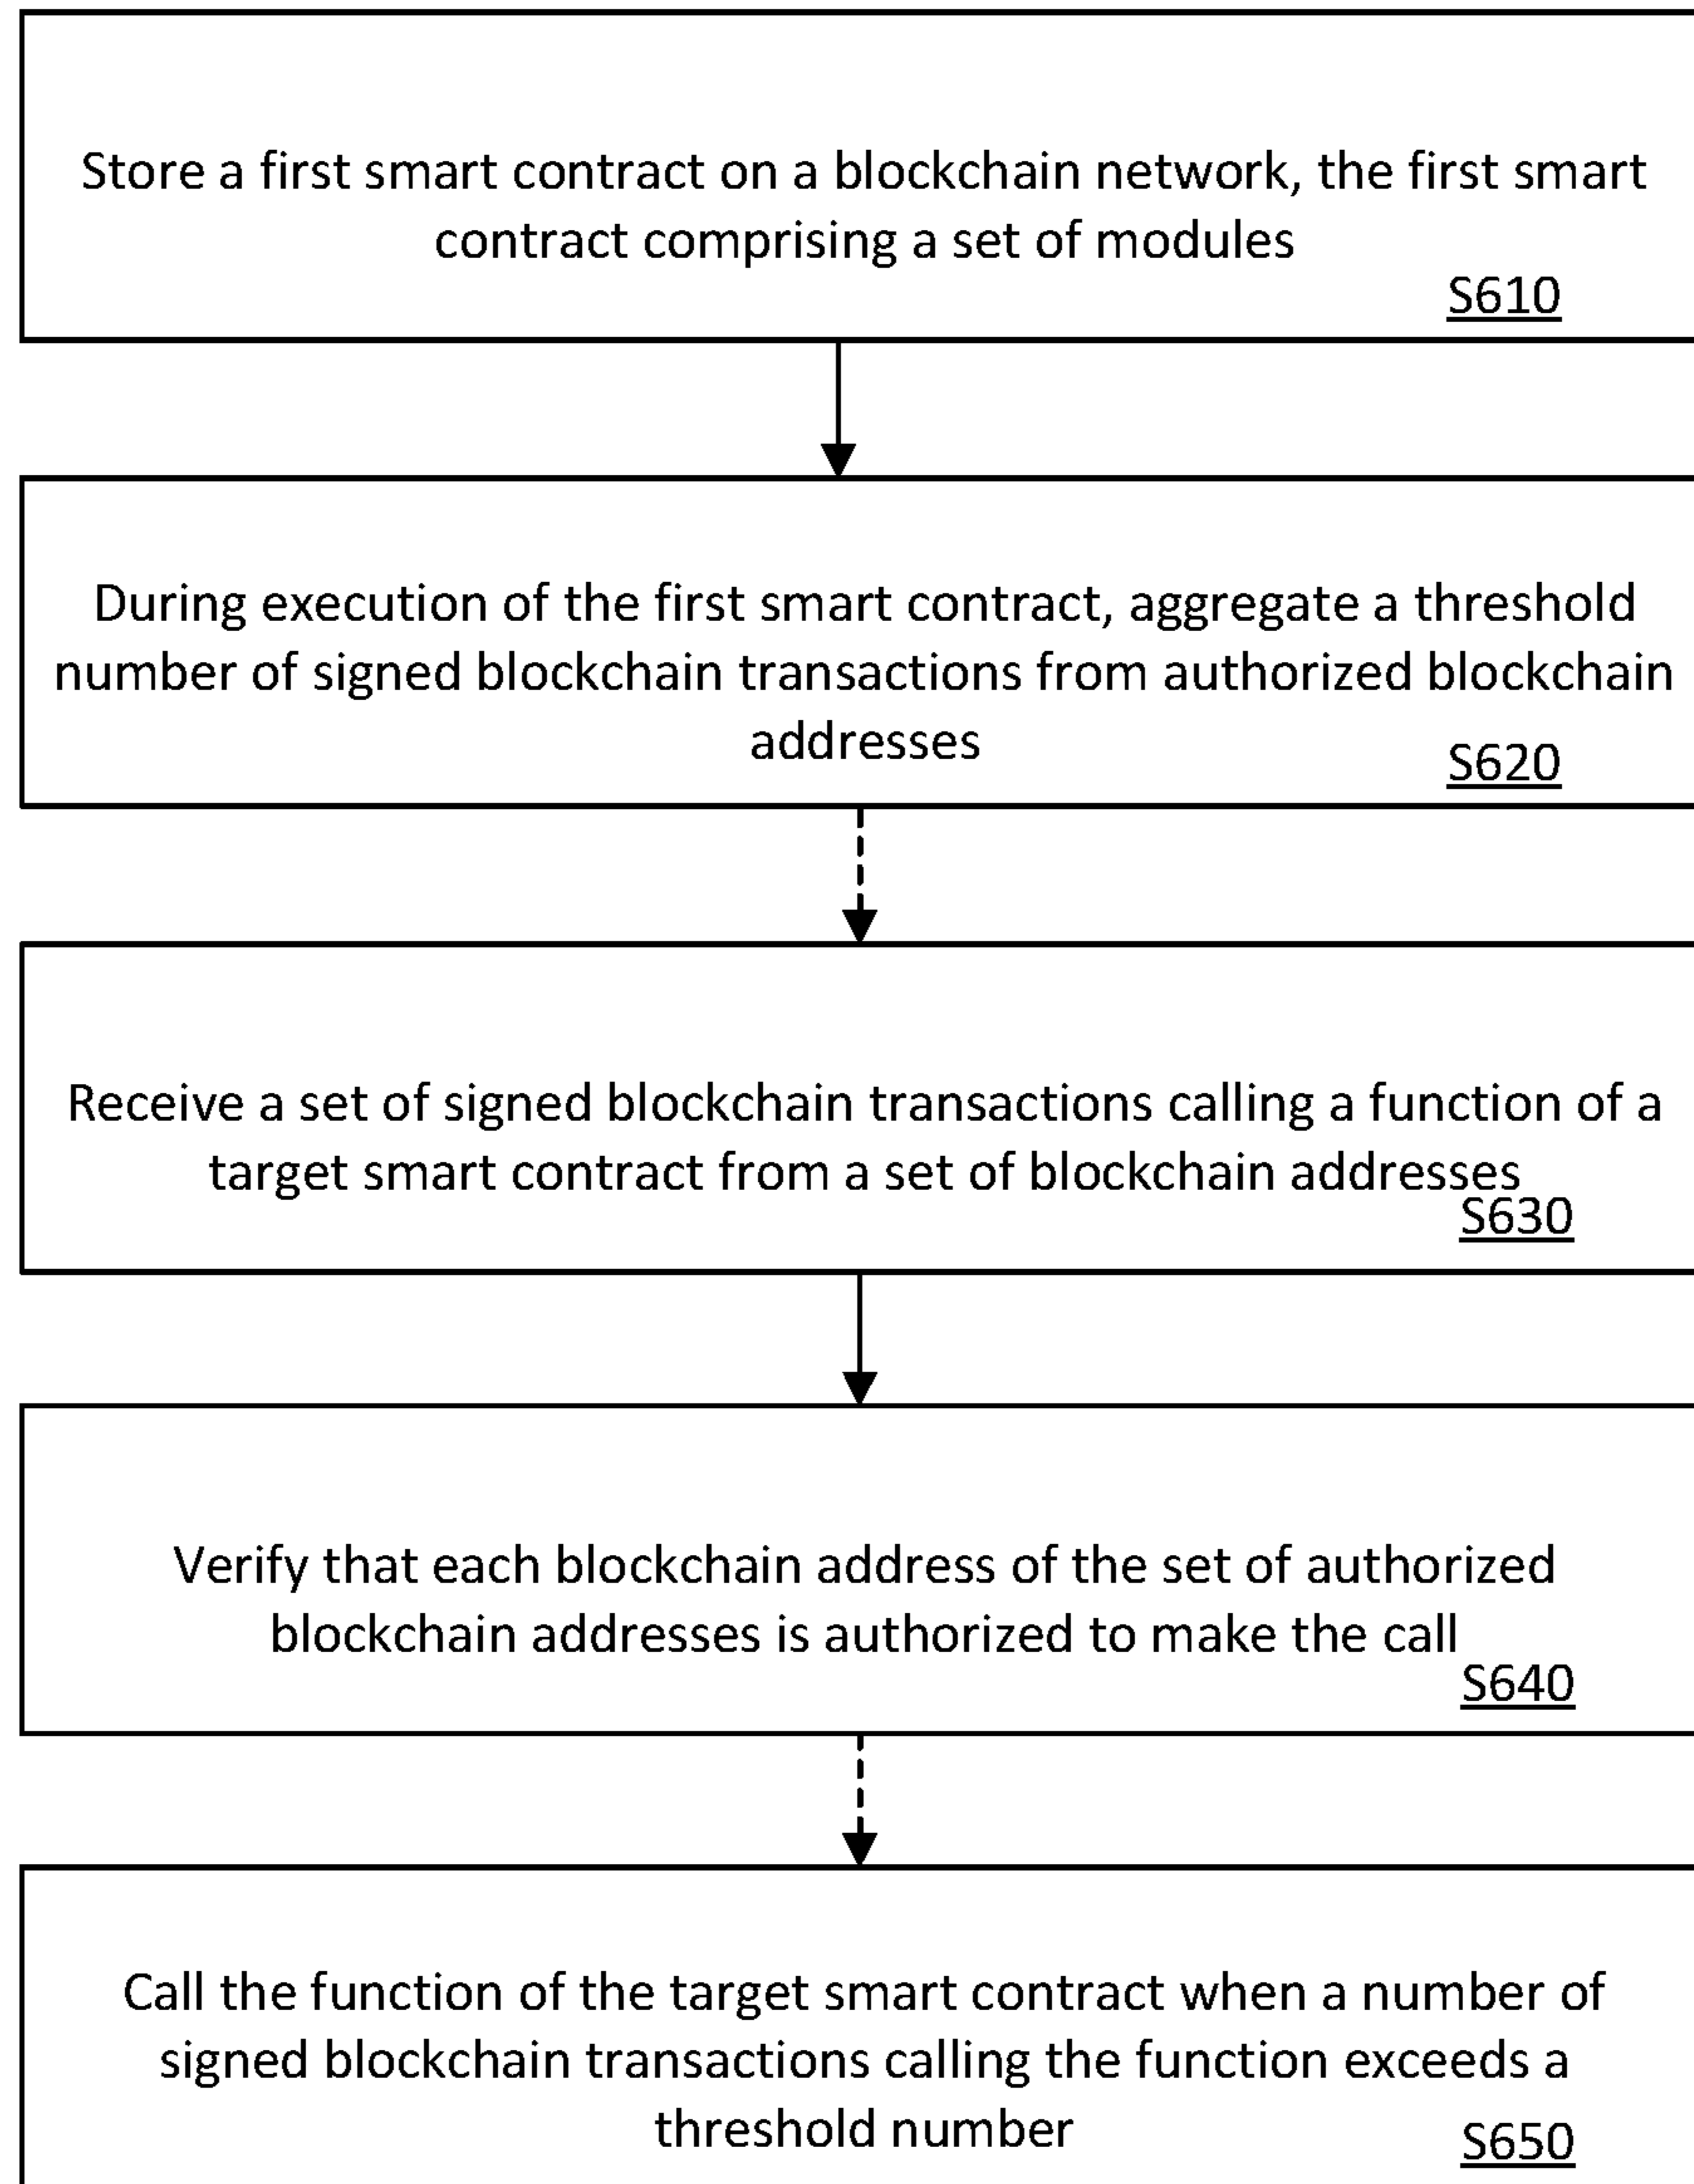 Store a first smart contract on a blockchain network, the first smart
contract comprising a set of modules
S610
During execution of the first smart contract, aggregate a threshold
number of signed blockchain transactions from authorized blockchain
addresses
S620
Receive a set of signed blockchain transactions calling a function of a
target smart contract from a set of blockchain addresses
S630
Verify that each blockchain address of the set of authorized
blockchain addresses is authorized to make the call
S640
Call the function of the target smart contract when a number of
signed blockchain transactions calling the function exceeds a
threshold number
S650